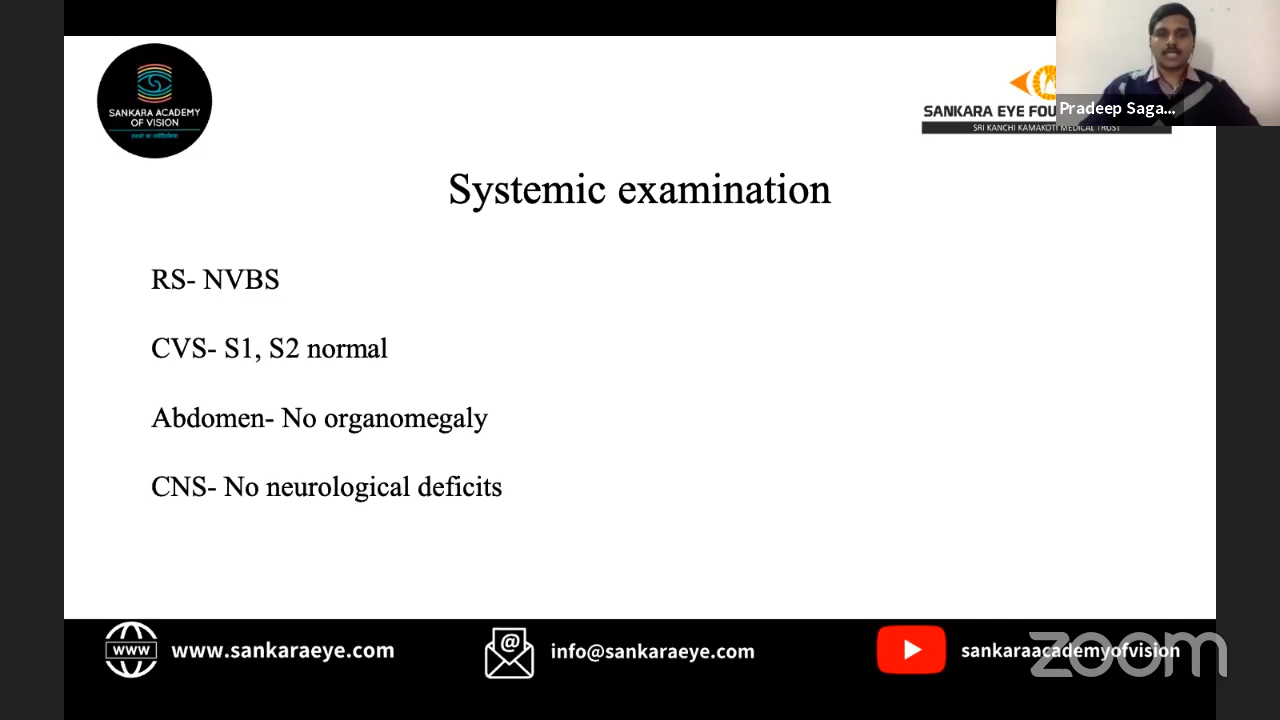 SANKARA ACADEMY
OF VISION
SANKARA EYE FOU
SRI KANCHI KAMAKOTI MEDICAL TRUST
Pradeep Saga...
Systemic examination
RS- NVBS
CVS- S1, S2 normal
Abdomen- No organomegaly
CNS- No neurological deficits
www
www.sankaraeye.com
@
info@sankaraeye.com
sankaraacademyofvision
zoom